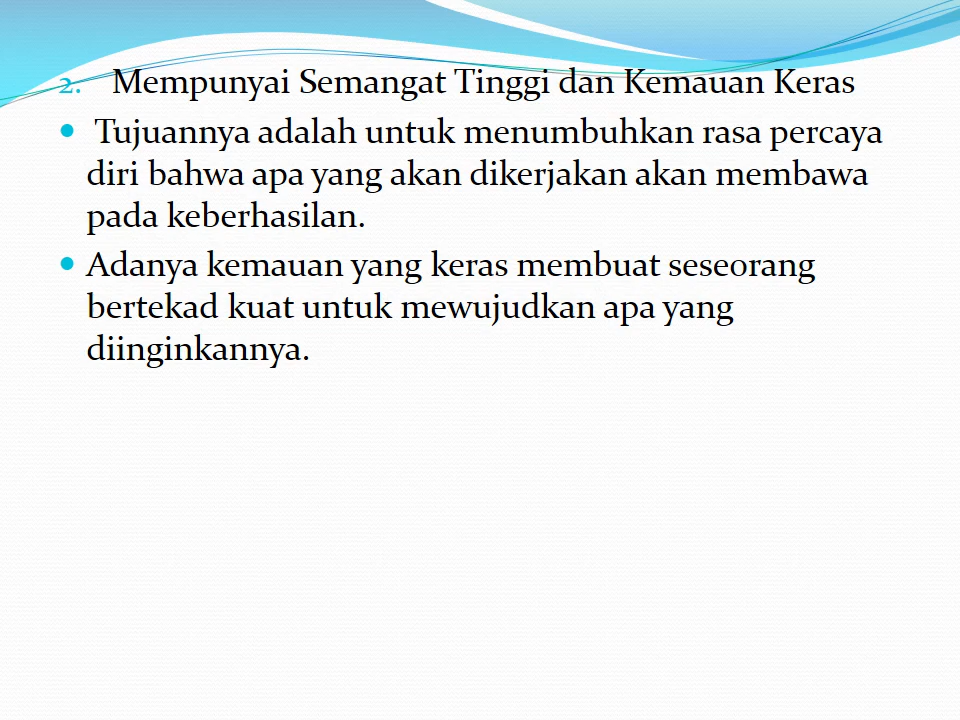 2. Mempunyai Semangat Tinggi dan Kemauan Keras
• Tujuannya adalah untuk menumbuhkan rasa percaya
diri bahwa apa yang akan dikerjakan akan membawa
pada keberhasilan.
• Adanya kemauan yang keras membuat seseorang
bertekad kuat untuk mewujudkan apa yang
diinginkannya.